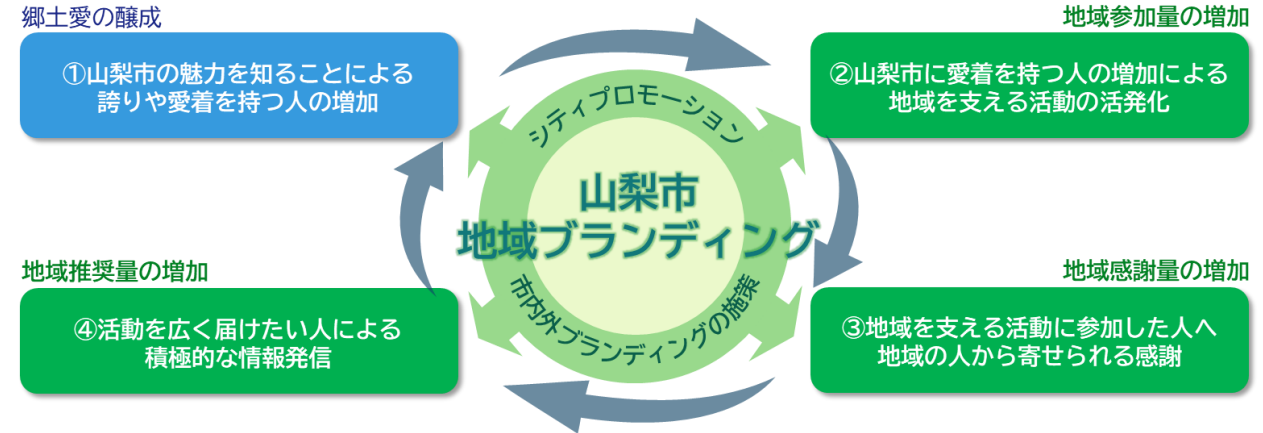 郷土愛の醸成
①山梨市の魅力を知ることによる
誇りや愛着を持つ人の増加
地域参加量の増加
②山梨市に愛着を持つ人の増加による
地域を支える活動の活発化
シティプロモーション
山梨市
地域ブランディング
市内外ブランディングの施策
地域感謝量の増加
③地域を支える活動に参加した人へ
地域の人から寄せられる感謝
地域推奨量の増加
④活動を広く届けたい人による
積極的な情報発信